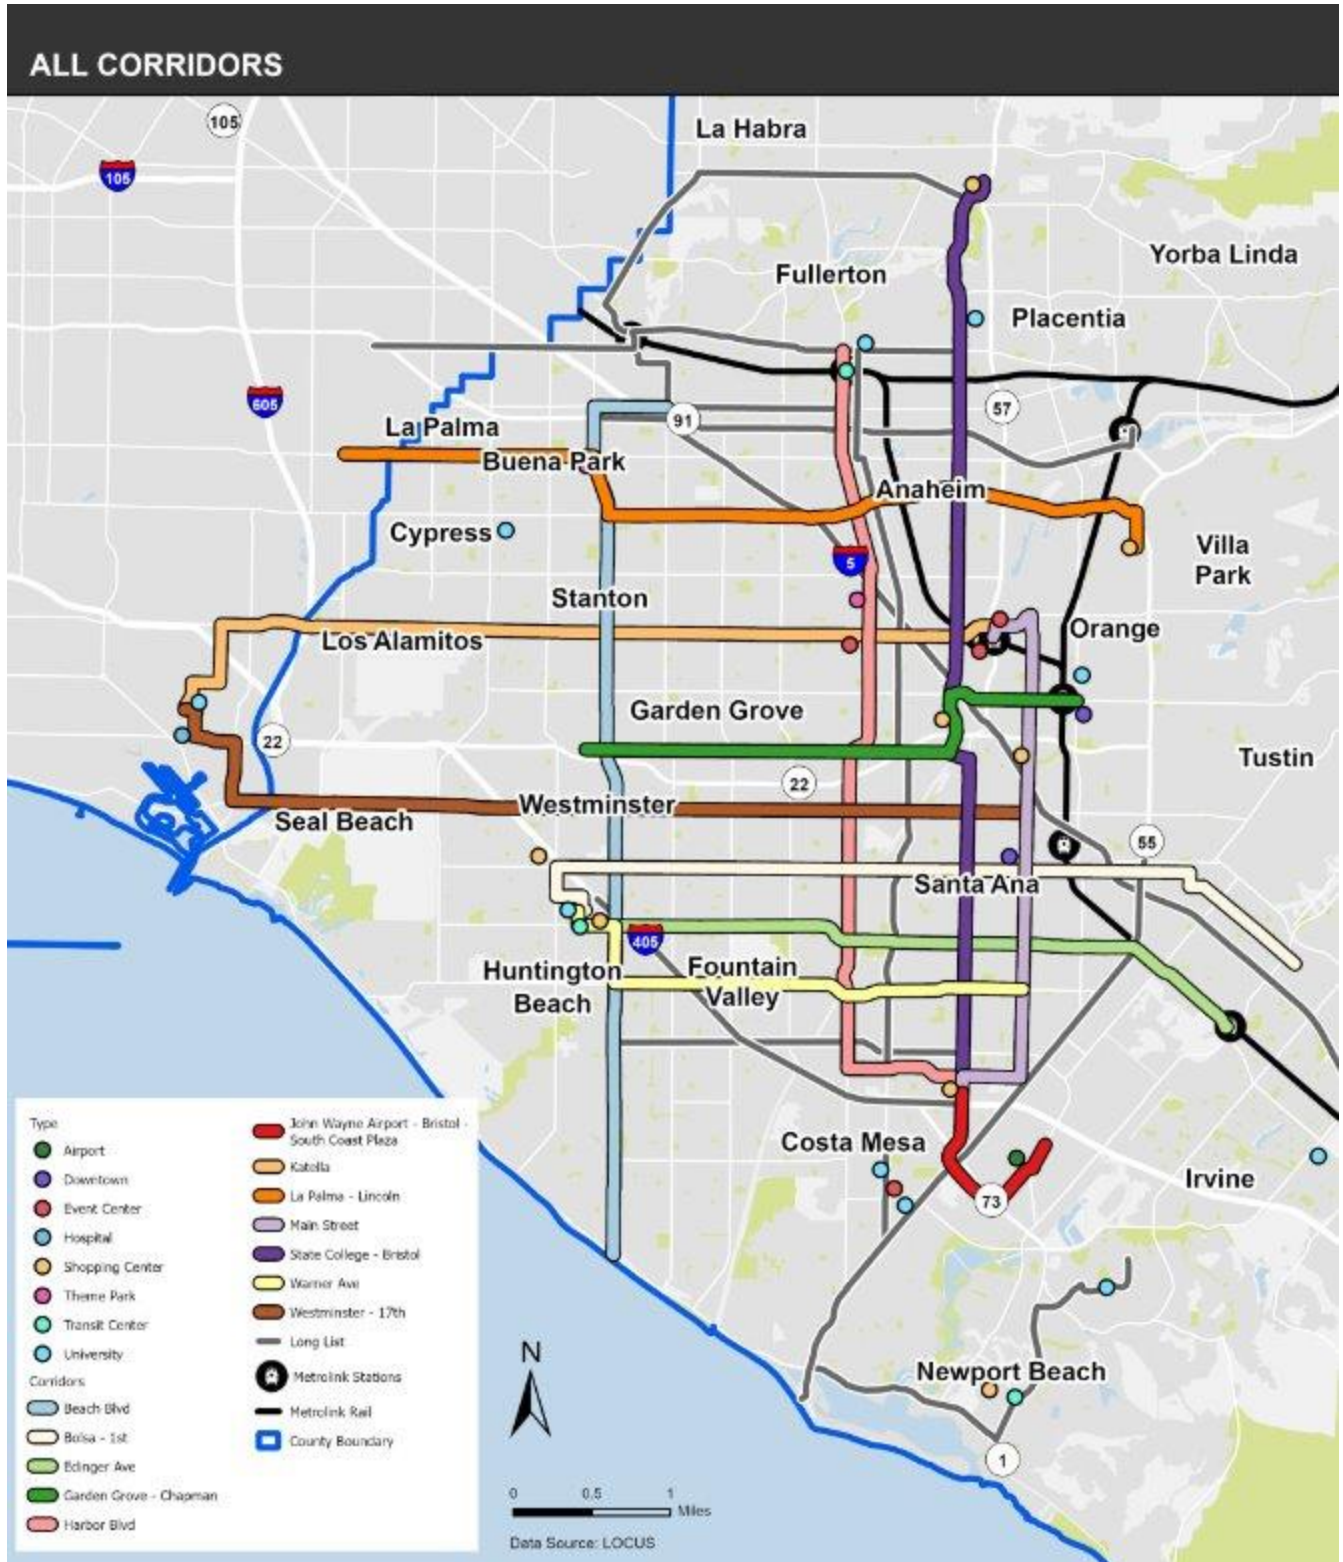 ALL CORRIDORS
105
La Habra
105
Yorba Linda
Fullerton
Placentia
605
57
91
La Palma
Buena Park
Anaheim
Cypress
5
Villa
Park
Stanton
Orange
Los Alamitos
Garden Grove
22
Tustin
22
Westminster
Seal Beach
55
Santa Ana
405
Huntington
Beach
Fountain
Valley
Costa Mesa
Irvine
73
Newport Beach
1
Type
Airport
Downtown
Event Center
Hospital
Shopping Center
Theme Park
Transit Center
University
Corridors
Beach Blvd
Bolsa - 1st
Edinger Ave
Garden Grove - Chapman
Harbor Blvd
John Wayne Airport - Bristol -
South Coast Plaza
Katella
La Palma - Lincoln
Main Street
State College - Bristol
Warner Ave
Westminster - 17th
Long List
Metrolink Stations
Metrolink Rail
County Boundary
N
0 0.5 1
Miles
Data Source: LOCUS